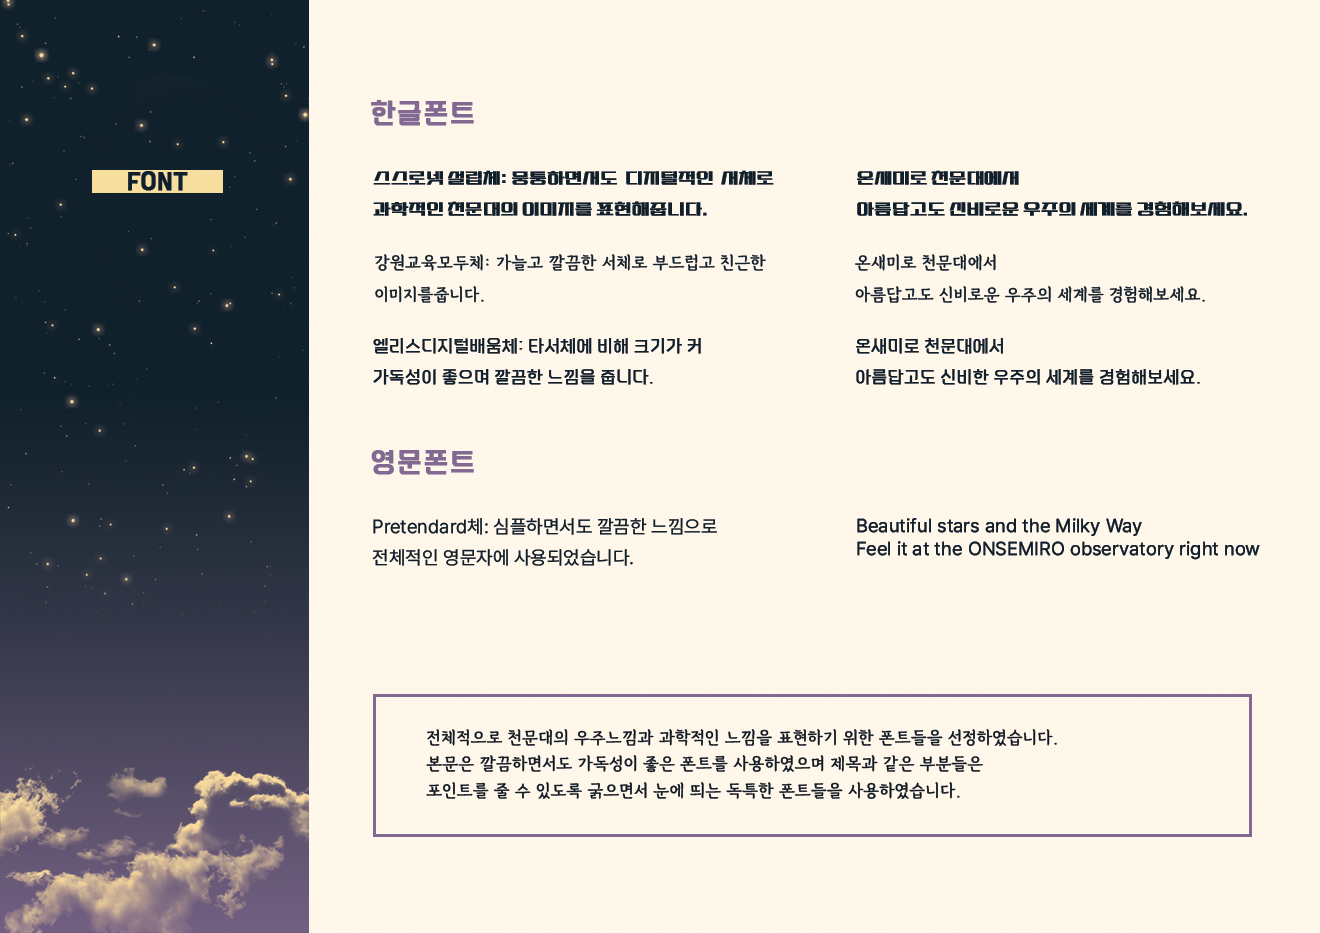 FONT
한글폰트
스스로넷 설립체: 뭉퉁하면서도 디지털적인 서체로
과학적인 천문대의 이미지를 표현해줍니다.
온새미로 천문대에서
아름답고도 신비로운 우주의 세계를 경험해보세요.
강원교육모두체: 가늘고 깔끔한 서체로 부드럽고 친근한
이미지를줍니다.
온새미로 천문대에서
아름답고도 신비로운 우주의 세계를 경험해보세요.
엘리스디지털배움체: 타서체에 비해 크기가 커
가독성이 좋으며 깔끔한 느낌을 줍니다.
온새미로 천문대에서
아름답고도 신비한 우주의 세계를 경험해보세요.
영문폰트
Pretendard체: 심플하면서도 깔끔한 느낌으로
전체적인 영문자에 사용되었습니다.
Beautiful stars and the Milky Way
Feel it at the ONSEMIRO observatory right now
전체적으로 천문대의 우주느낌과 과학적인 느낌을 표현하기 위한 폰트들을 선정하였습니다.
본문은 깔끔하면서도 가독성이 좋은 폰트를 사용하였으며 제목과 같은 부분들은
포인트를 줄 수 있도록 굵으면서 눈에 띄는 독특한 폰트들을 사용하였습니다.